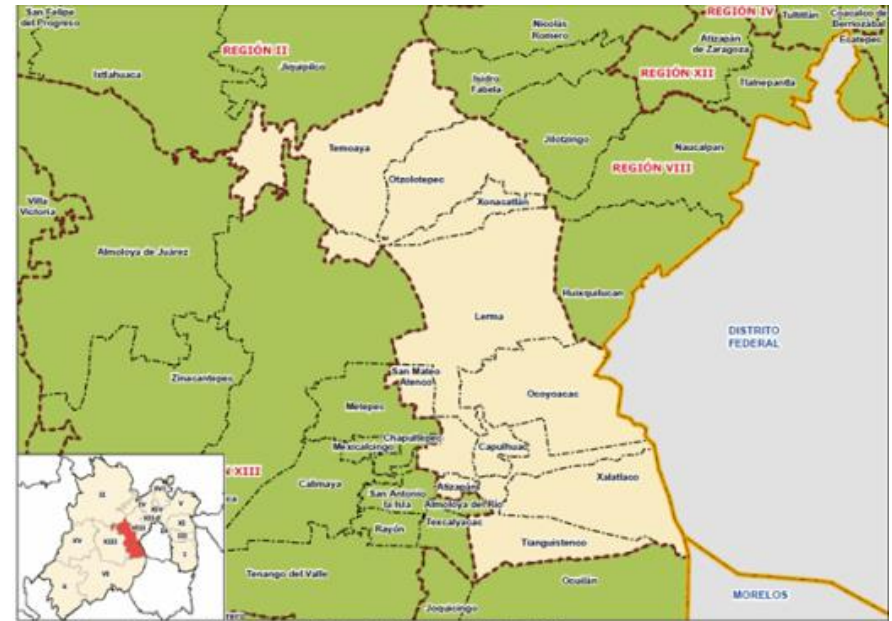 San Felipe
del Progreso
REGIÓN II
Jiquipilco
Ixtlahuaca
Nicolás
Romero
REGIÓN IV
Tultitlán
Coacalco de
Berriozábal
Ecatepec
Atizapán
de Zaragoza
REGIÓN XII
Tlalnepantla
Isidro
Fabela
Jilotzingo
Naucalpan
REGIÓN VIII
Temoaya
Otzolotepec
Xonacatlán
Villa
Victoria
Almoloya de Juárez
Huixquilucan
Lerma
DISTRITO
FEDERAL
Zinacantepec
San Mateo
Atenco
Ocoyoacac
Metepec
Chapultepec
Mexicalcingo
Capulhuac
XIII
Calimaya
Atizapán
Xalatlaco
San Antonio
la Isla
Almoloya del Río
Rayón
Texcalyacac
Tianguistenco
Tenango del Valle
Ocuilán
Joquicingo
MORELOS